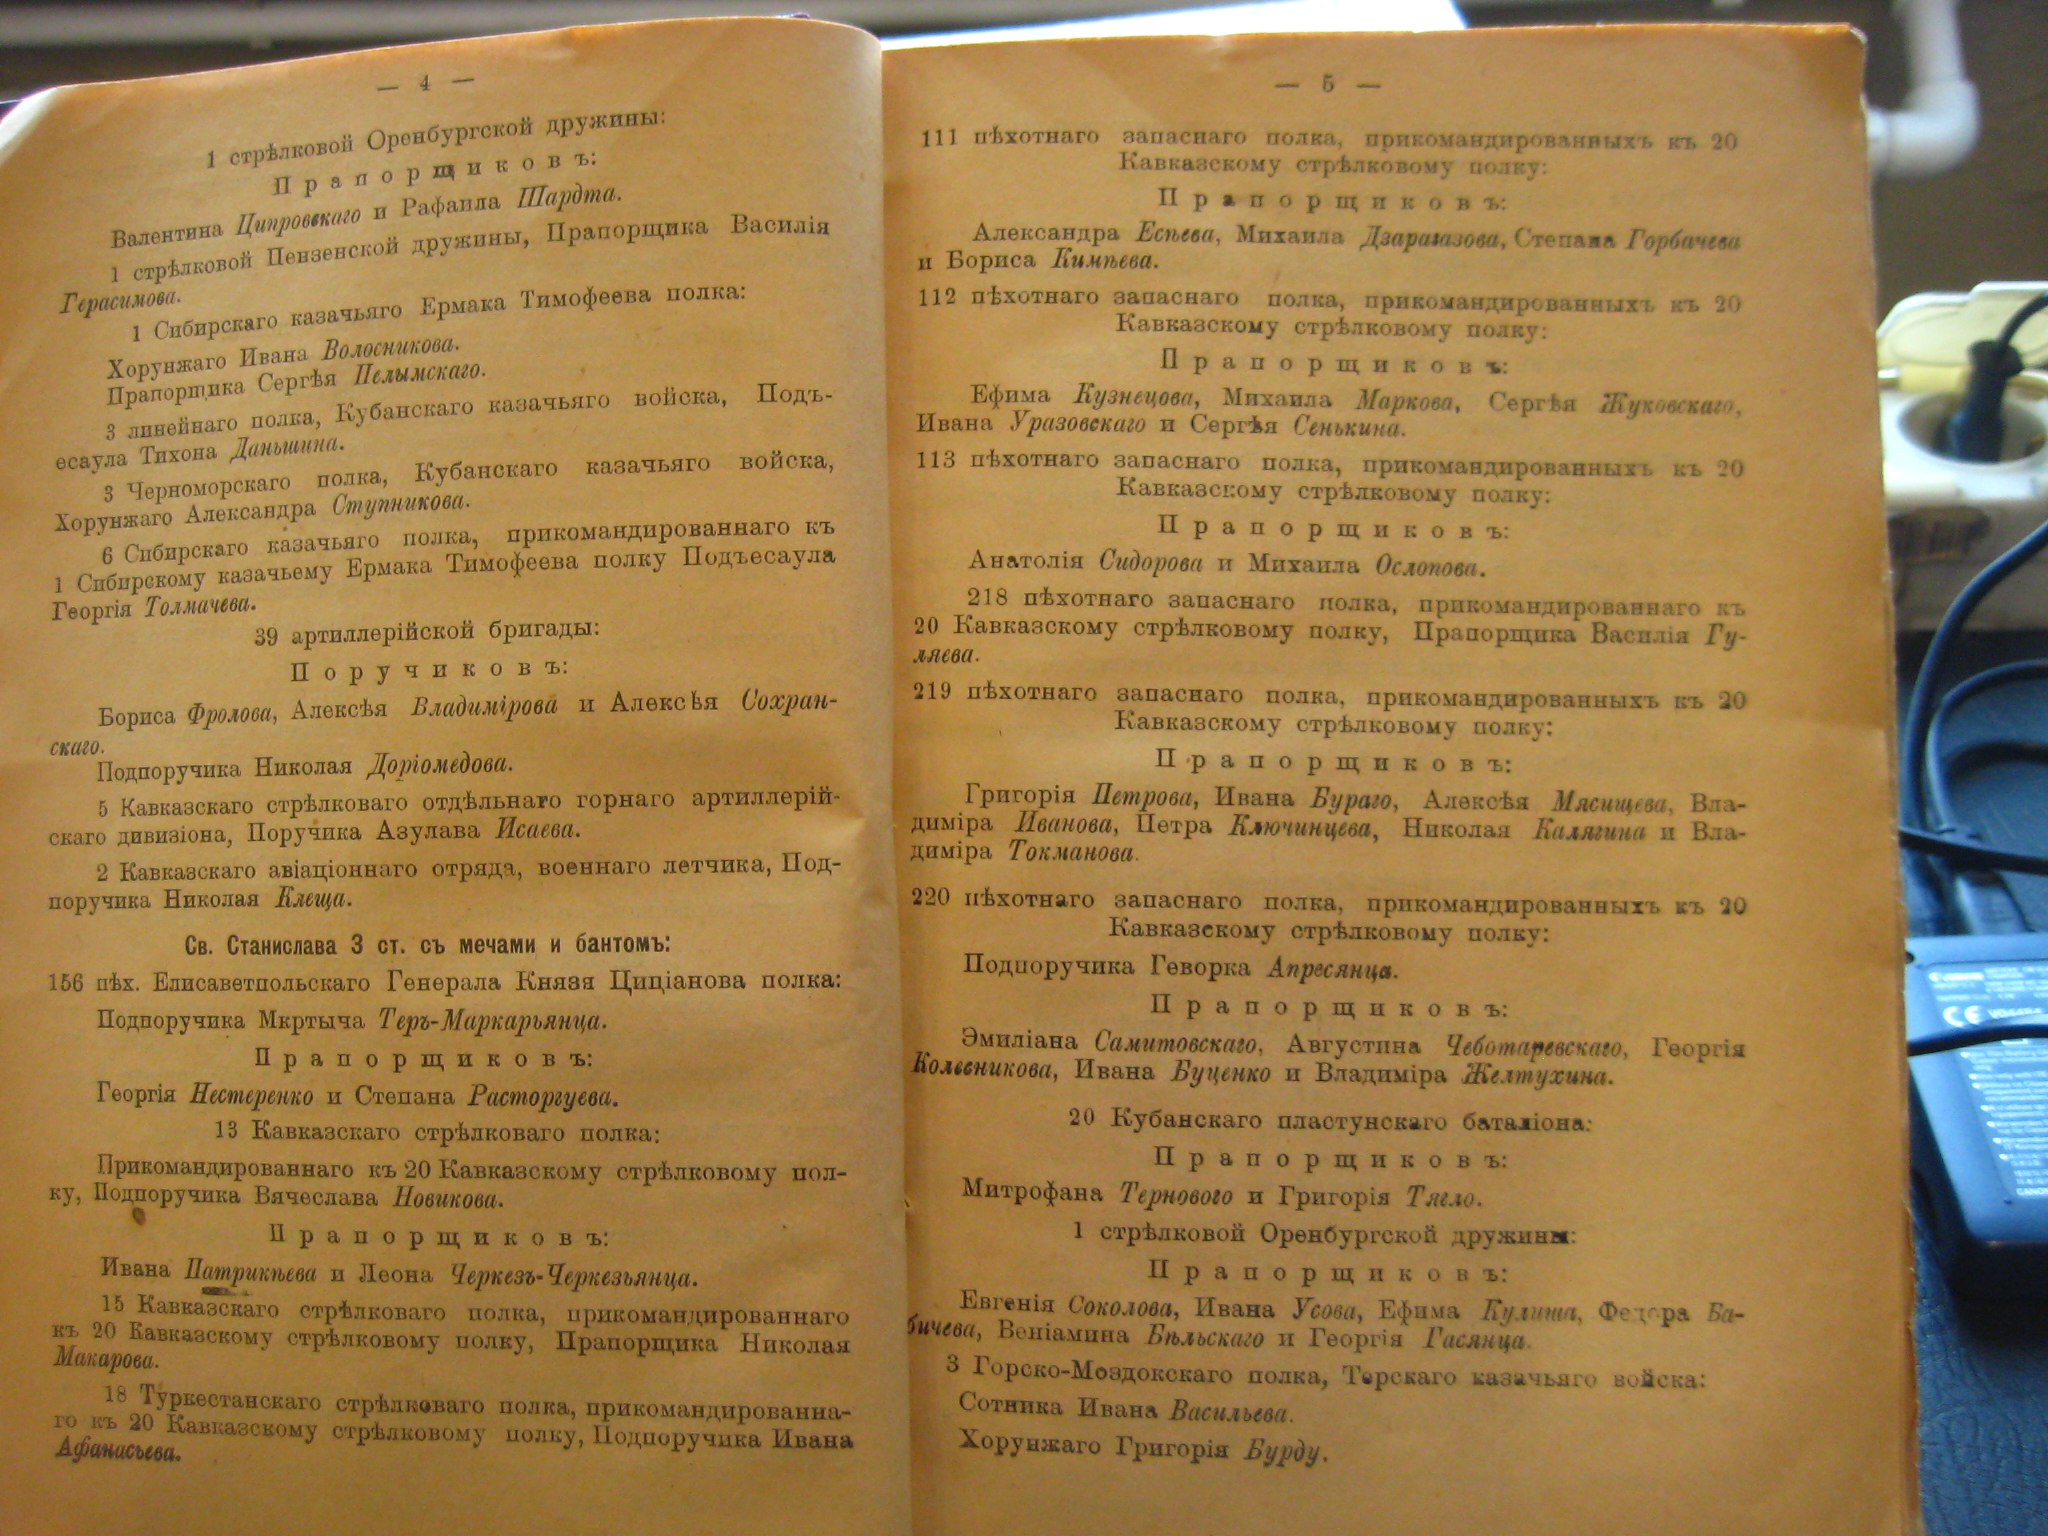 — 4 —
1 стрѣлковой Оренбургской дружины:
Прапорщиковъ:
Валентина Ципровскаго и Рафаила Шардта.
1 стрѣлковой Пензенской дружины, Прапорщика Василія
Герасимова.
1 Сибирскаго казачьяго Ермака Тимофеева полка:
Хорунжаго Ивана Волосникова.
Прапорщика Сергѣя Пелымскаго.
3 линейнаго полка, Кубанскаго казачьяго войска, Подъ-
есаула Тихона Даньшина.
3 Черноморскаго полка, Кубанскаго казачьяго войска,
Хорунжаго Александра Ступникова.
6 Сибирскаго казачьяго полка, прикомандированнаго къ
1 Сибирскому казачьему Ермака Тимофеева полку Подъесаула
Георгія Толмачева.
39 артиллерійской бригады:
Поручиковъ:
Бориса Фролова, Алексѣя Владимірова и Алексѣя Сохран-
скаго.
Подпоручика Николая Доріомедова.
5 Кавказскаго стрѣлковаго отдѣльнаго горнаго артиллерій-
скаго дивизіона, Поручика Азулава Исаева.
2 Кавказскаго авіаціоннаго отряда, военнаго летчика, Под-
поручика Николая Клеща.
Св. Станислава 3 ст. съ мечами и бантомъ:
156 пѣх. Елисаветпольскаго Генерала Князя Циціанова полка:
Подпоручика Мкртыча Теръ-Маркарьянца.
Прапорщиковъ:
Георгія Нестеренко и Степана Расторгуева.
13 Кавказскаго стрѣлковаго полка:
Прикомандированнаго къ 20 Кавказскому стрѣлковому пол-
ку, Подпоручика Вячеслава Новикова.
Прапорщиковъ:
Ивана Патрикѣева и Леона Черкезъ-Черкезьянца.
15 Кавказскаго стрѣлковаго полка, прикомандированнаго
къ 20 Кавказскому стрѣлковому полку, Прапорщика Николая
Макарова.
18 Туркестанскаго стрѣлковаго полка, прикомандированна-
го къ 20 Кавказскому стрѣлковому полку, Подпоручика Ивана
Афанасьева.
— 5 —
111 пѣхотнаго запаснаго полка, прикомандированныхъ къ 20
Кавказскому стрѣлковому полку:
Прапорщиковъ:
Александра Есѣева, Михаила Дзарагазова, Степана Горбачева
и Бориса Кимѣева.
112 пѣхотнаго запаснаго полка, прикомандированныхъ къ 20
Кавказскому стрѣлковому полку:
Прапорщиковъ:
Ефима Кузнецова, Михаила Маркова, Сергѣя Жуковскаго,
Ивана Уразовскаго и Сергѣя Сенькина.
113 пѣхотнаго запаснаго полка, прикомандированныхъ къ 20
Кавказскому стрѣлковому полку:
Прапорщиковъ:
Анатолія Сидорова и Михаила Ослопова.
218 пѣхотнаго запаснаго полка, прикомандированнаго къ
20 Кавказскому стрѣлковому полку, Прапорщика Василія Гу-
ляева.
219 пѣхотнаго запаснаго полка, прикомандированныхъ къ 20
Кавказскому стрѣлковому полку:
Прапорщиковъ:
Григорія Петрова, Ивана Бураго, Алексѣя Мясищева, Вла-
диміра Иванова, Петра Ключинцева, Николая Калягина и Вла-
диміра Токманова.
220 пѣхотнаго запаснаго полка, прикомандированныхъ къ 20
Кавказскому стрѣлковому полку:
Подпоручика Геворка Апресянца.
Прапорщиковъ:
Эмиліана Самитовскаго, Августина Чеботаревскаго, Георгія
Колесникова, Ивана Буценко и Владиміра Желтухина.
20 Кубанскаго пластунскаго баталіона:
Прапорщиковъ:
Митрофана Тернового и Григорія Тягло.
1 стрѣлковой Оренбургской дружины:
Прапорщиковъ:
Евгенія Соколова, Ивана Усова, Ефима Кулиша, Федора Ба-
бичева, Веніамина Бѣльскаго и Георгія Гасянца.
3 Горско-Моздокскаго полка, Терскаго казачьяго войска:
Сотника Ивана Васильева.
Хорунжаго Григорія Бурду.
Canon
CE